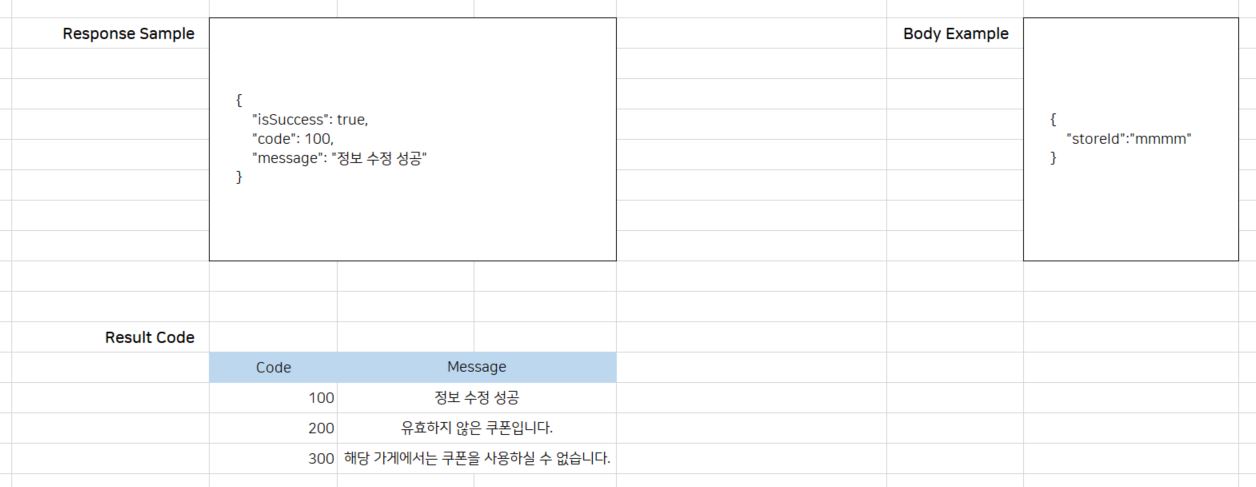 Response Sample
{
"isSuccess": true,
"code": 100,
"message": "정보 수정 성공"
}
Body Example
{
"storeId":"mmmm"
}
Result Code
Code Message
100 정보 수정 성공
200 유효하지 않은 쿠폰입니다.
300 해당 가게에서는 쿠폰을 사용하실 수 없습니다.